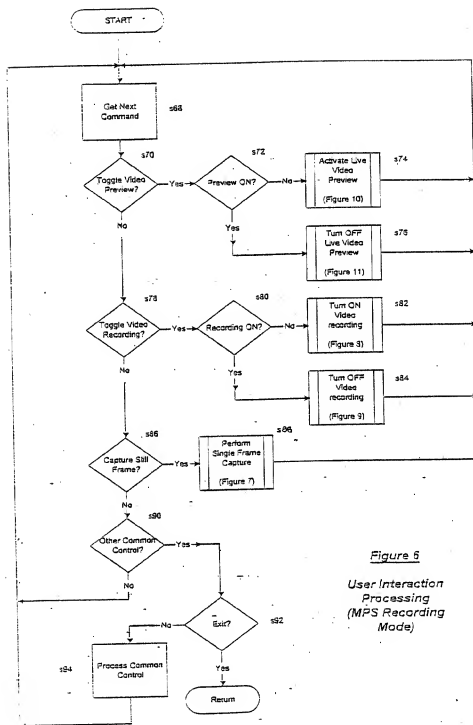 START
Get Next
Command
s68
s70
Toggle Video
Preview?
Yes
s72
Preview ON?
No
Activate Live
Video
Preview
(Figure 10)
s74
Yes
Turn OFF
Live Video
Preview
(Figure 11)
s76
No
s78
Toggle Video
Recording?
Yes
s80
Recording ON?
No
Turn ON
Video
recording
(Figure 8)
s82
Yes
Turn OFF
Video
recording
(Figure 9)
s84
No
s86
Capture Still
Frame?
Yes
s88
Perform
Single Frame
Capture
(Figure 7)
No
s90
Other Common
Control?
Yes
No
Exit?
s92
No
s94
Process Common
Control
Yes
Return
Figure 6
User Interaction
Processing
(MPS Recording
Mode)